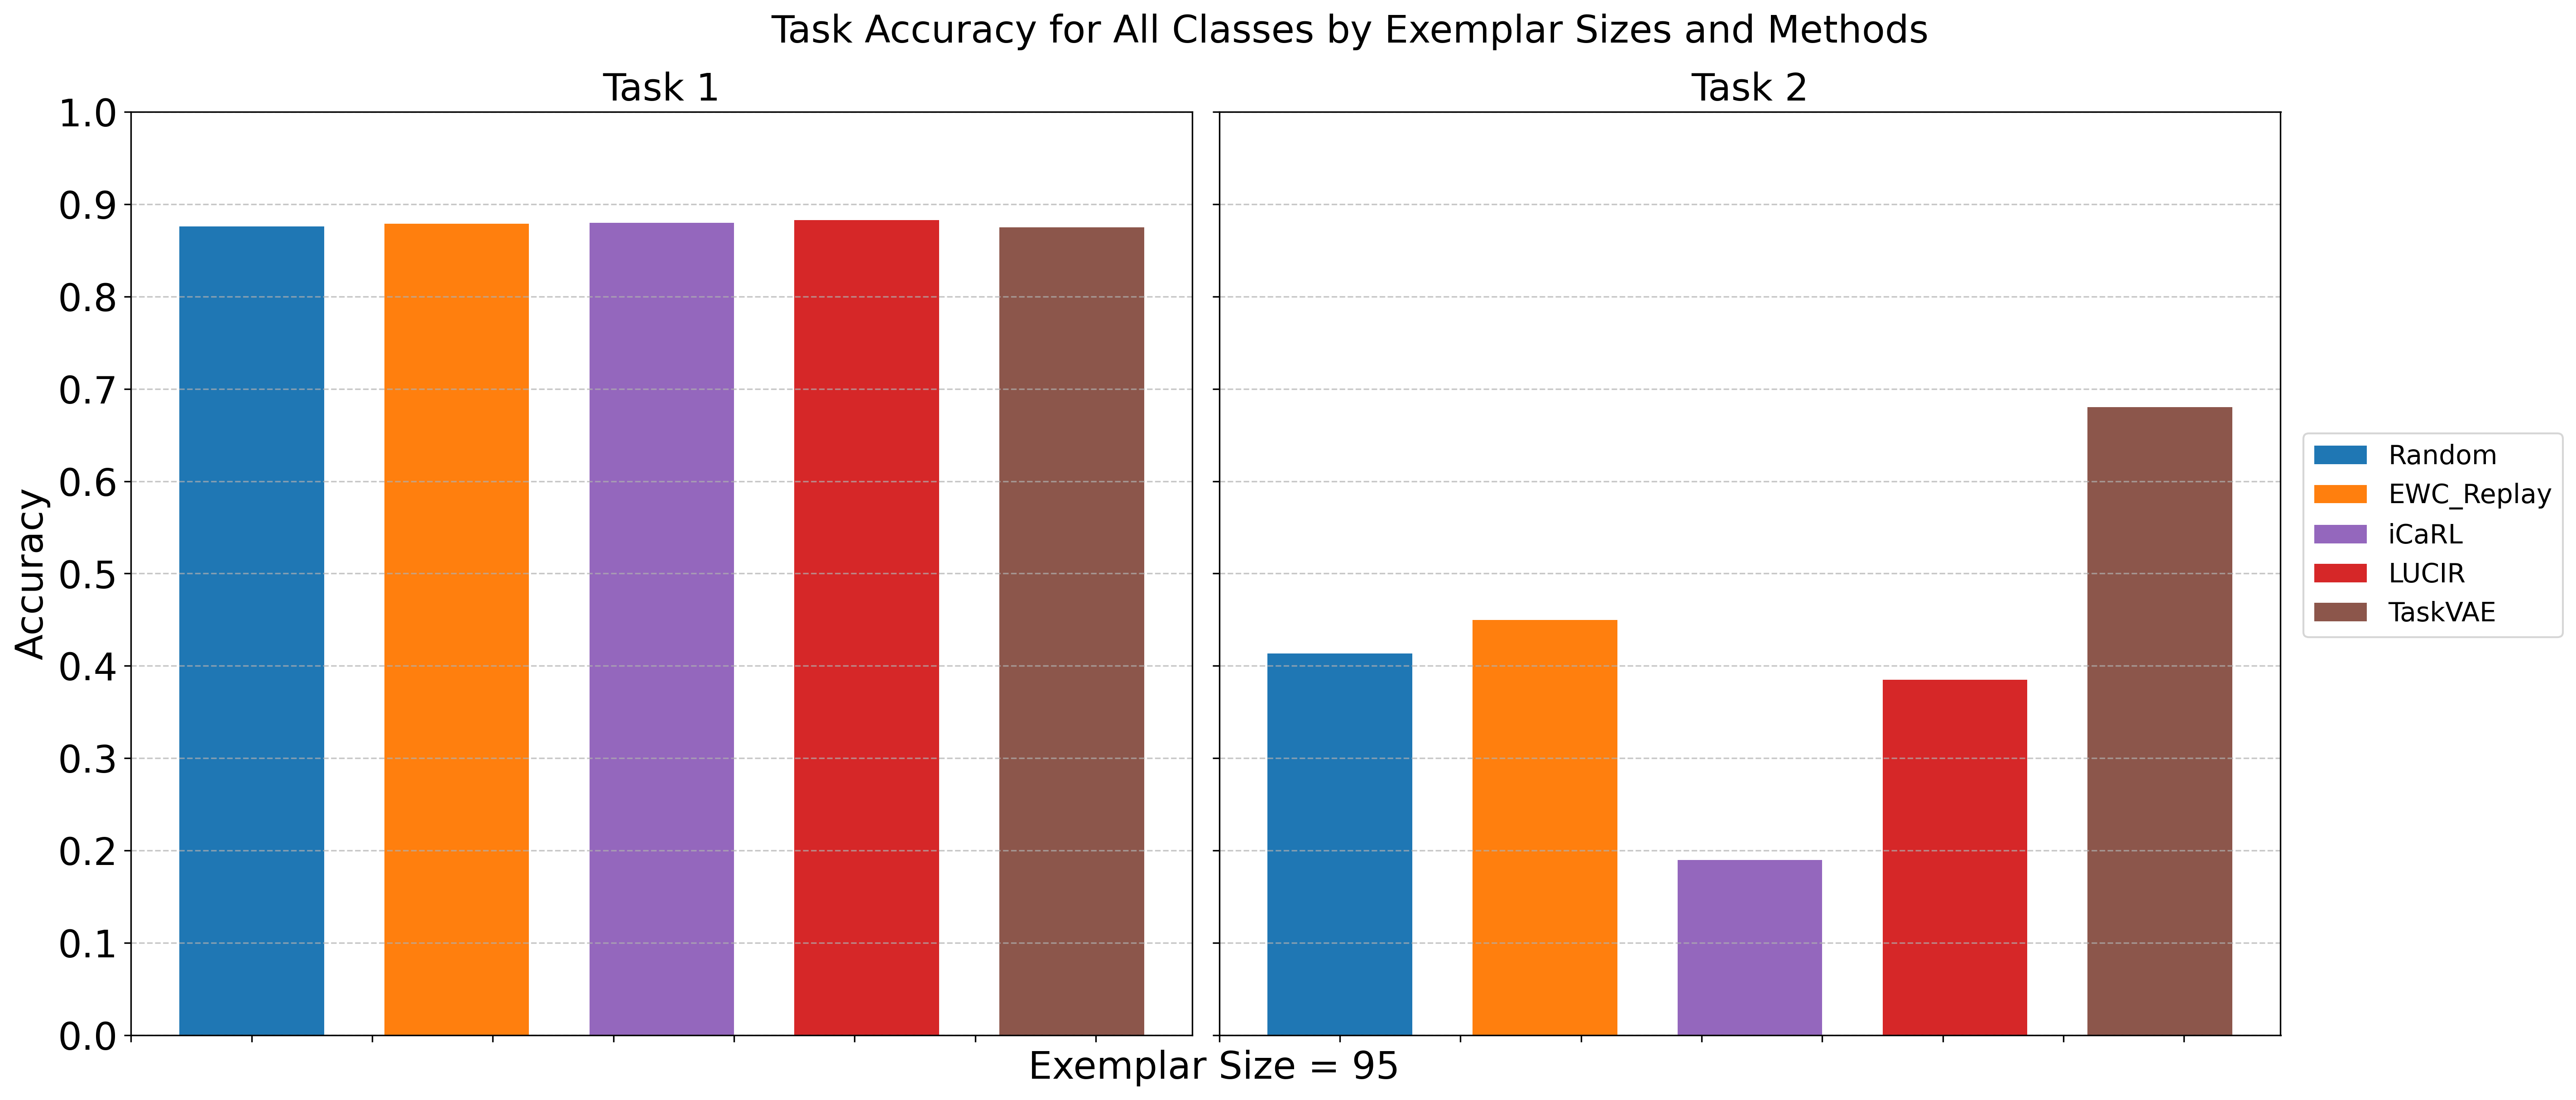 Task Accuracy for All Classes by Exemplar Sizes and Methods
Task 1
Task 2
Accuracy
1.0
0.9
0.8
0.7
0.6
0.5
0.4
0.3
0.2
0.1
0.0
Exemplar Size = 95
Random
EWC_Replay
iCaRL
LUCIR
TaskVAE